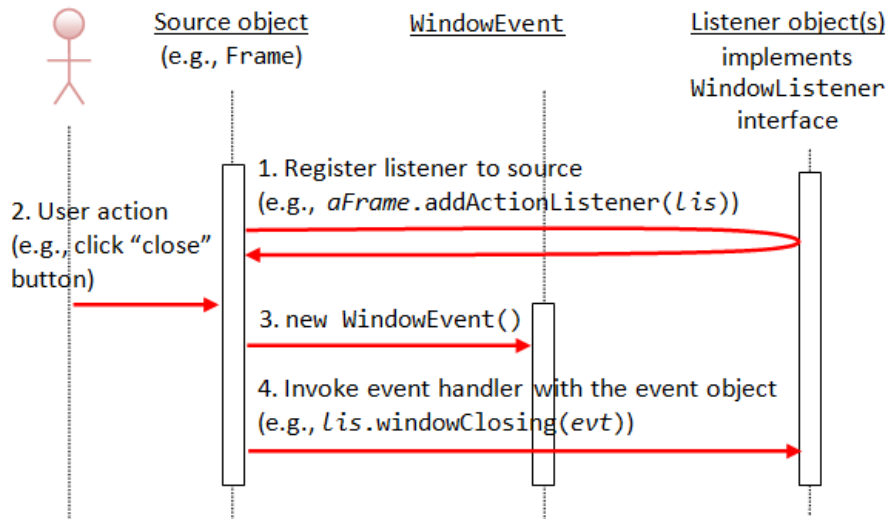 Source object
(e.g., Frame)
WindowEvent
Listener object(s)
implements
WindowListener
interface
1. Register listener to source
(e.g., aFrame.addActionListener(lis))
2. User action
(e.g., click “close”
button)
3. new WindowEvent()
4. Invoke event handler with the event object
(e.g., lis.windowClosing(evt))